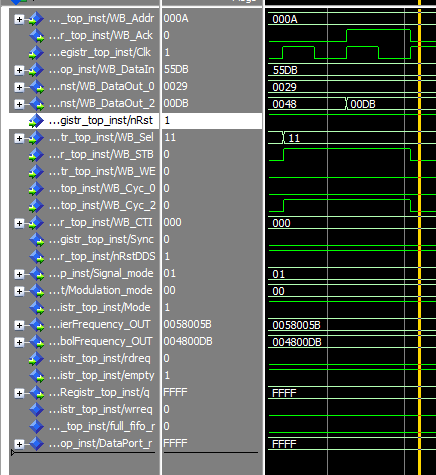 ..._top_inst/WB_Addr 000A 000A
...r_top_inst/WB_Ack 0
...egistr_top_inst/Clk 1
...op_inst/WB_DataIn 55DB 55DB
...nst/WB_DataOut_0 0029 0029
...nst/WB_DataOut_2 00DB 0048 00DB
...gistr_top_inst/nRst 1
...tr_top_inst/WB_Sel 11 11
...r_top_inst/WB_STB 0
...tr_top_inst/WB_WE 0
...top_inst/WB_Cyc_0 0
...top_inst/WB_Cyc_2 0
...r_top_inst/WB_CTI 000 000
...gistr_top_inst/Sync 0
...r_top_inst/nRstDDS 1
...p_inst/Signal_mode 01 01
...t/Modulation_mode 00 00
...istr_top_inst/Mode 1
...ierFrequency_OUT 0058005B 0058005B
...bolFrequency_OUT 004800DB 004800DB
...istr_top_inst/rdreq 0
...istr_top_inst/empty 1
...Registr_top_inst/q FFFF FFFF
...istr_top_inst/wrreq 0
..._top_inst/full_fifo_r 0
...op_inst/DataPort_r FFFF FFFF